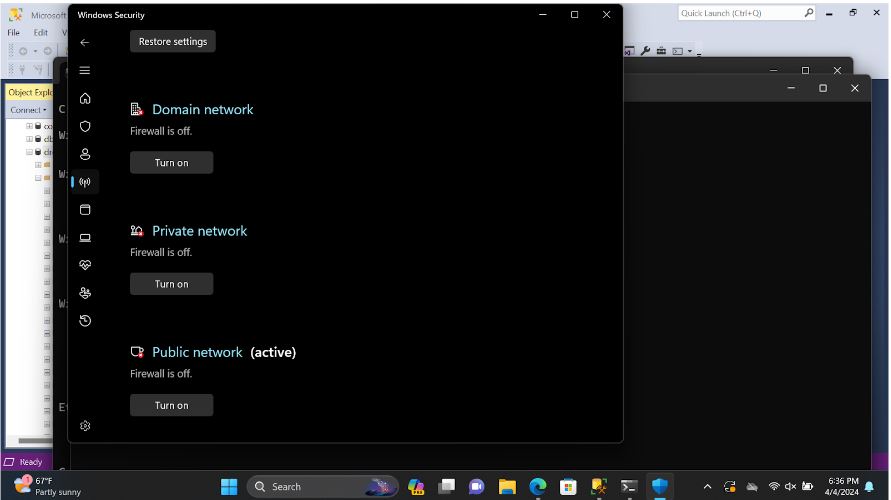 Microsoft
Windows Security
Quick Launch (Ctrl+Q)
File
Edit
Restore settings
Object Explo
Connect
Domain network
Firewall is off.
Turn on
Private network
Firewall is off.
Turn on
Public network (active)
Firewall is off.
Turn on
Ready
1
67°F
Partly sunny
Search
6:36 PM
4/4/2024